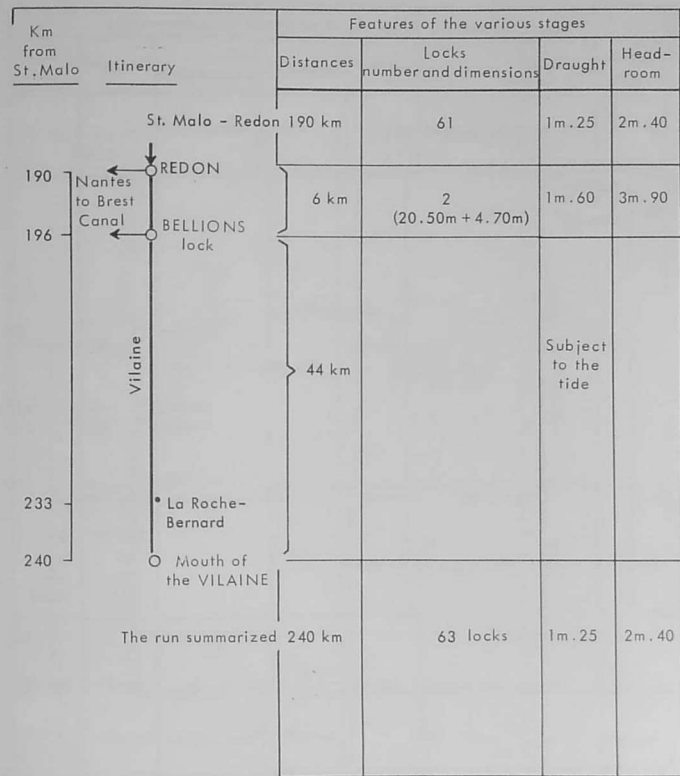 Features of the various stages
Km
from
St.Malo
Itinerary
Distances
Locks
number and dimensions
Draught
Head-
room
St. Malo - Redon 190 km
61
1m.25
2m.40
190
REDON
Nantes
to Brest
Canal
6 km
2
(20.50m + 4.70m)
1m.60
3m.90
196
BELLIONS
lock
Vilaine
44 km
Subject
to the
tide
233
La Roche-
Bernard
240
Mouth of
the VILAINE
The run summarized 240 km
63 locks
1m.25
2m.40